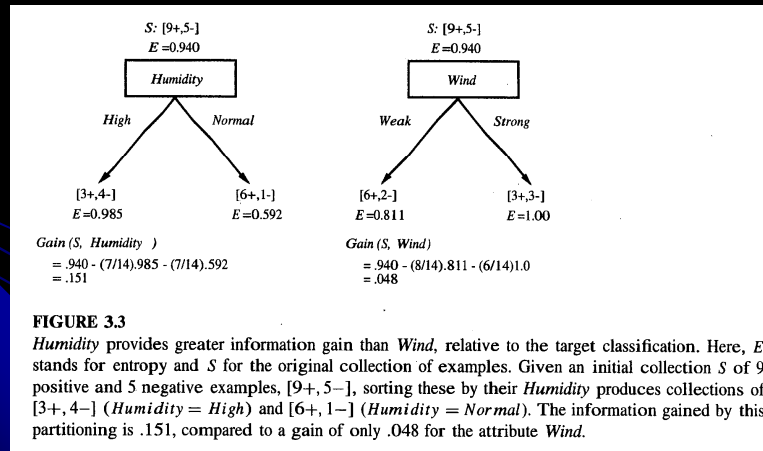 S: [9+,5-] S: [9+,5-]
E =0.940 E =0.940
Humidity Wind
High Normal Weak Strong
[3+,4-] [6+,1-] [6+,2-] [3+,3-]
E =0.985 E =0.592 E =0.811 E =1.00
Gain (S, Humidity ) Gain (S, Wind)
= .940 - (7/14).985 - (7/14).592 = .940 - (8/14).811 - (6/14)1.0
= .151 = .048
FIGURE 3.3
Humidity provides greater information gain than Wind, relative to the target classification. Here, E
stands for entropy and S for the original collection of examples. Given an initial collection S of 9
positive and 5 negative examples, [9+, 5−], sorting these by their Humidity produces collections of
[3+, 4−] (Humidity = High) and [6+, 1−] (Humidity = Normal). The information gained by this
partitioning is .151, compared to a gain of only .048 for the attribute Wind.